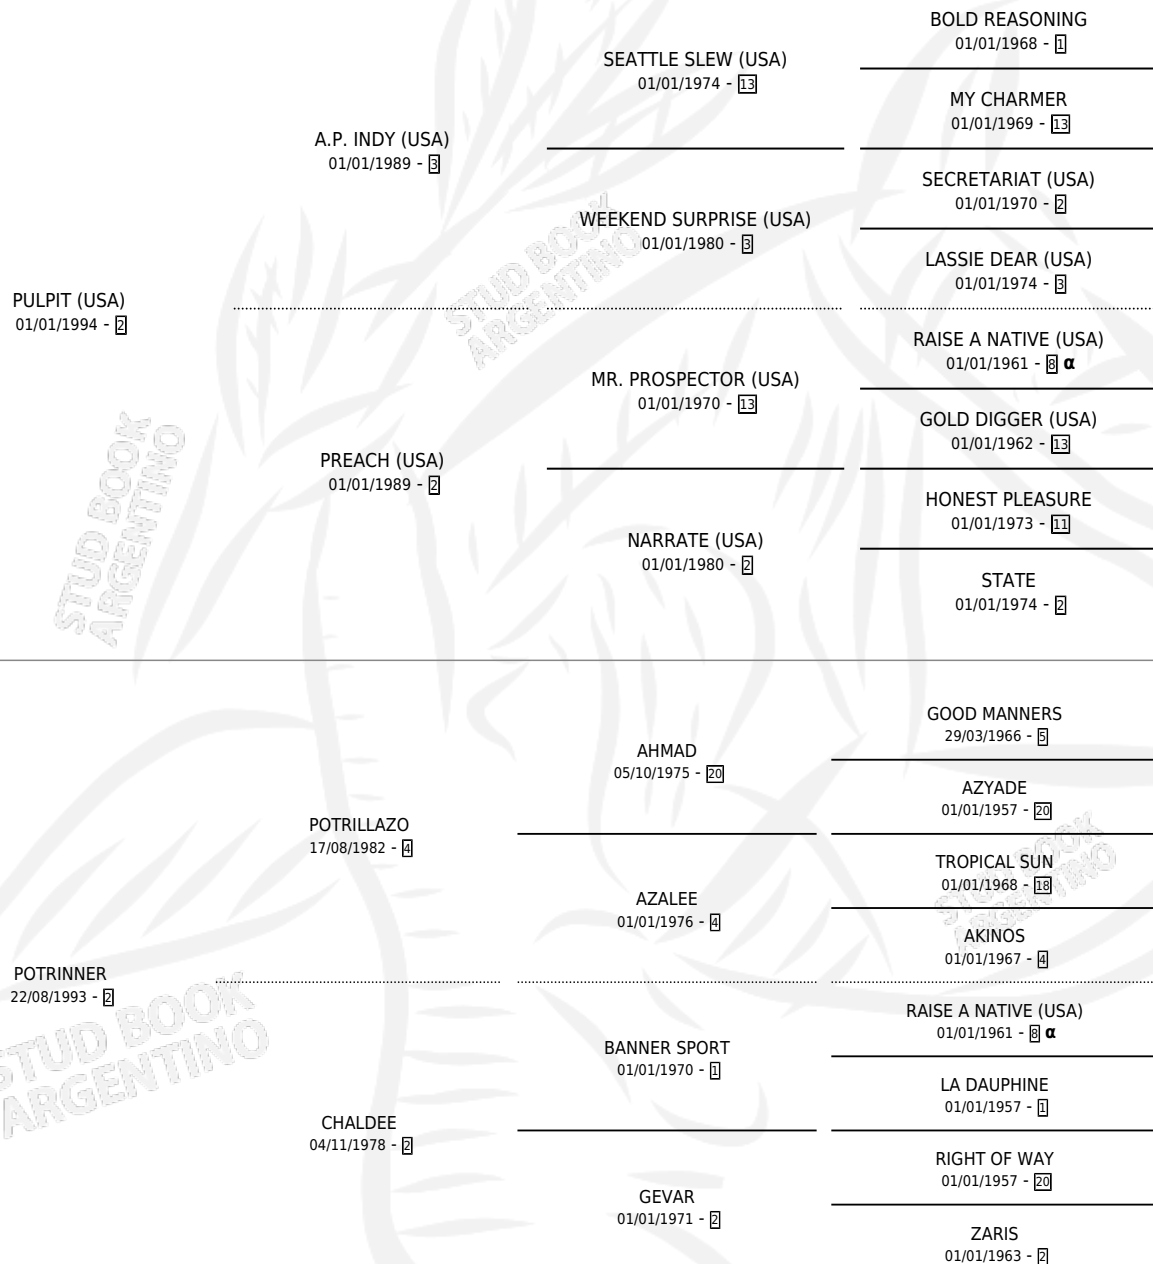 BOLD REASONING
01/01/1968 - 1
SEATTLE SLEW (USA)
01/01/1974 - 13
MY CHARMER
01/01/1969 - 13
A.P. INDY (USA)
01/01/1989 - 3
SECRETARIAT (USA)
01/01/1970 - 2
WEEKEND SURPRISE (USA)
01/01/1980 - 3
LASSIE DEAR (USA)
01/01/1974 - 3
PULPIT (USA)
01/01/1994 - 2
RAISE A NATIVE (USA)
01/01/1961 - 8 α
MR. PROSPECTOR (USA)
01/01/1970 - 13
GOLD DIGGER (USA)
01/01/1962 - 13
PREACH (USA)
01/01/1989 - 2
HONEST PLEASURE
01/01/1973 - 11
NARRATE (USA)
01/01/1980 - 2
STATE
01/01/1974 - 2
GOOD MANNERS
29/03/1966 - 5
AHMAD
05/10/1975 - 20
AZYADE
01/01/1957 - 20
POTRILLAZO
17/08/1982 - 4
TROPICAL SUN
01/01/1968 - 18
AZALEE
01/01/1976 - 4
AKINOS
01/01/1967 - 4
POTRINNER
22/08/1993 - 2
RAISE A NATIVE (USA)
01/01/1961 - 8 α
BANNER SPORT
01/01/1970 - 1
LA DAUPHINE
01/01/1957 - 1
CHALDEE
04/11/1978 - 2
RIGHT OF WAY
01/01/1957 - 20
GEVAR
01/01/1971 - 2
ZARIS
01/01/1963 - 2
STUD BOOK
ARGENTINO
STUD BOOK
ARGENTINO
STUD BOOK
ARGENTINO
STUD BOOK
ARGENTINO